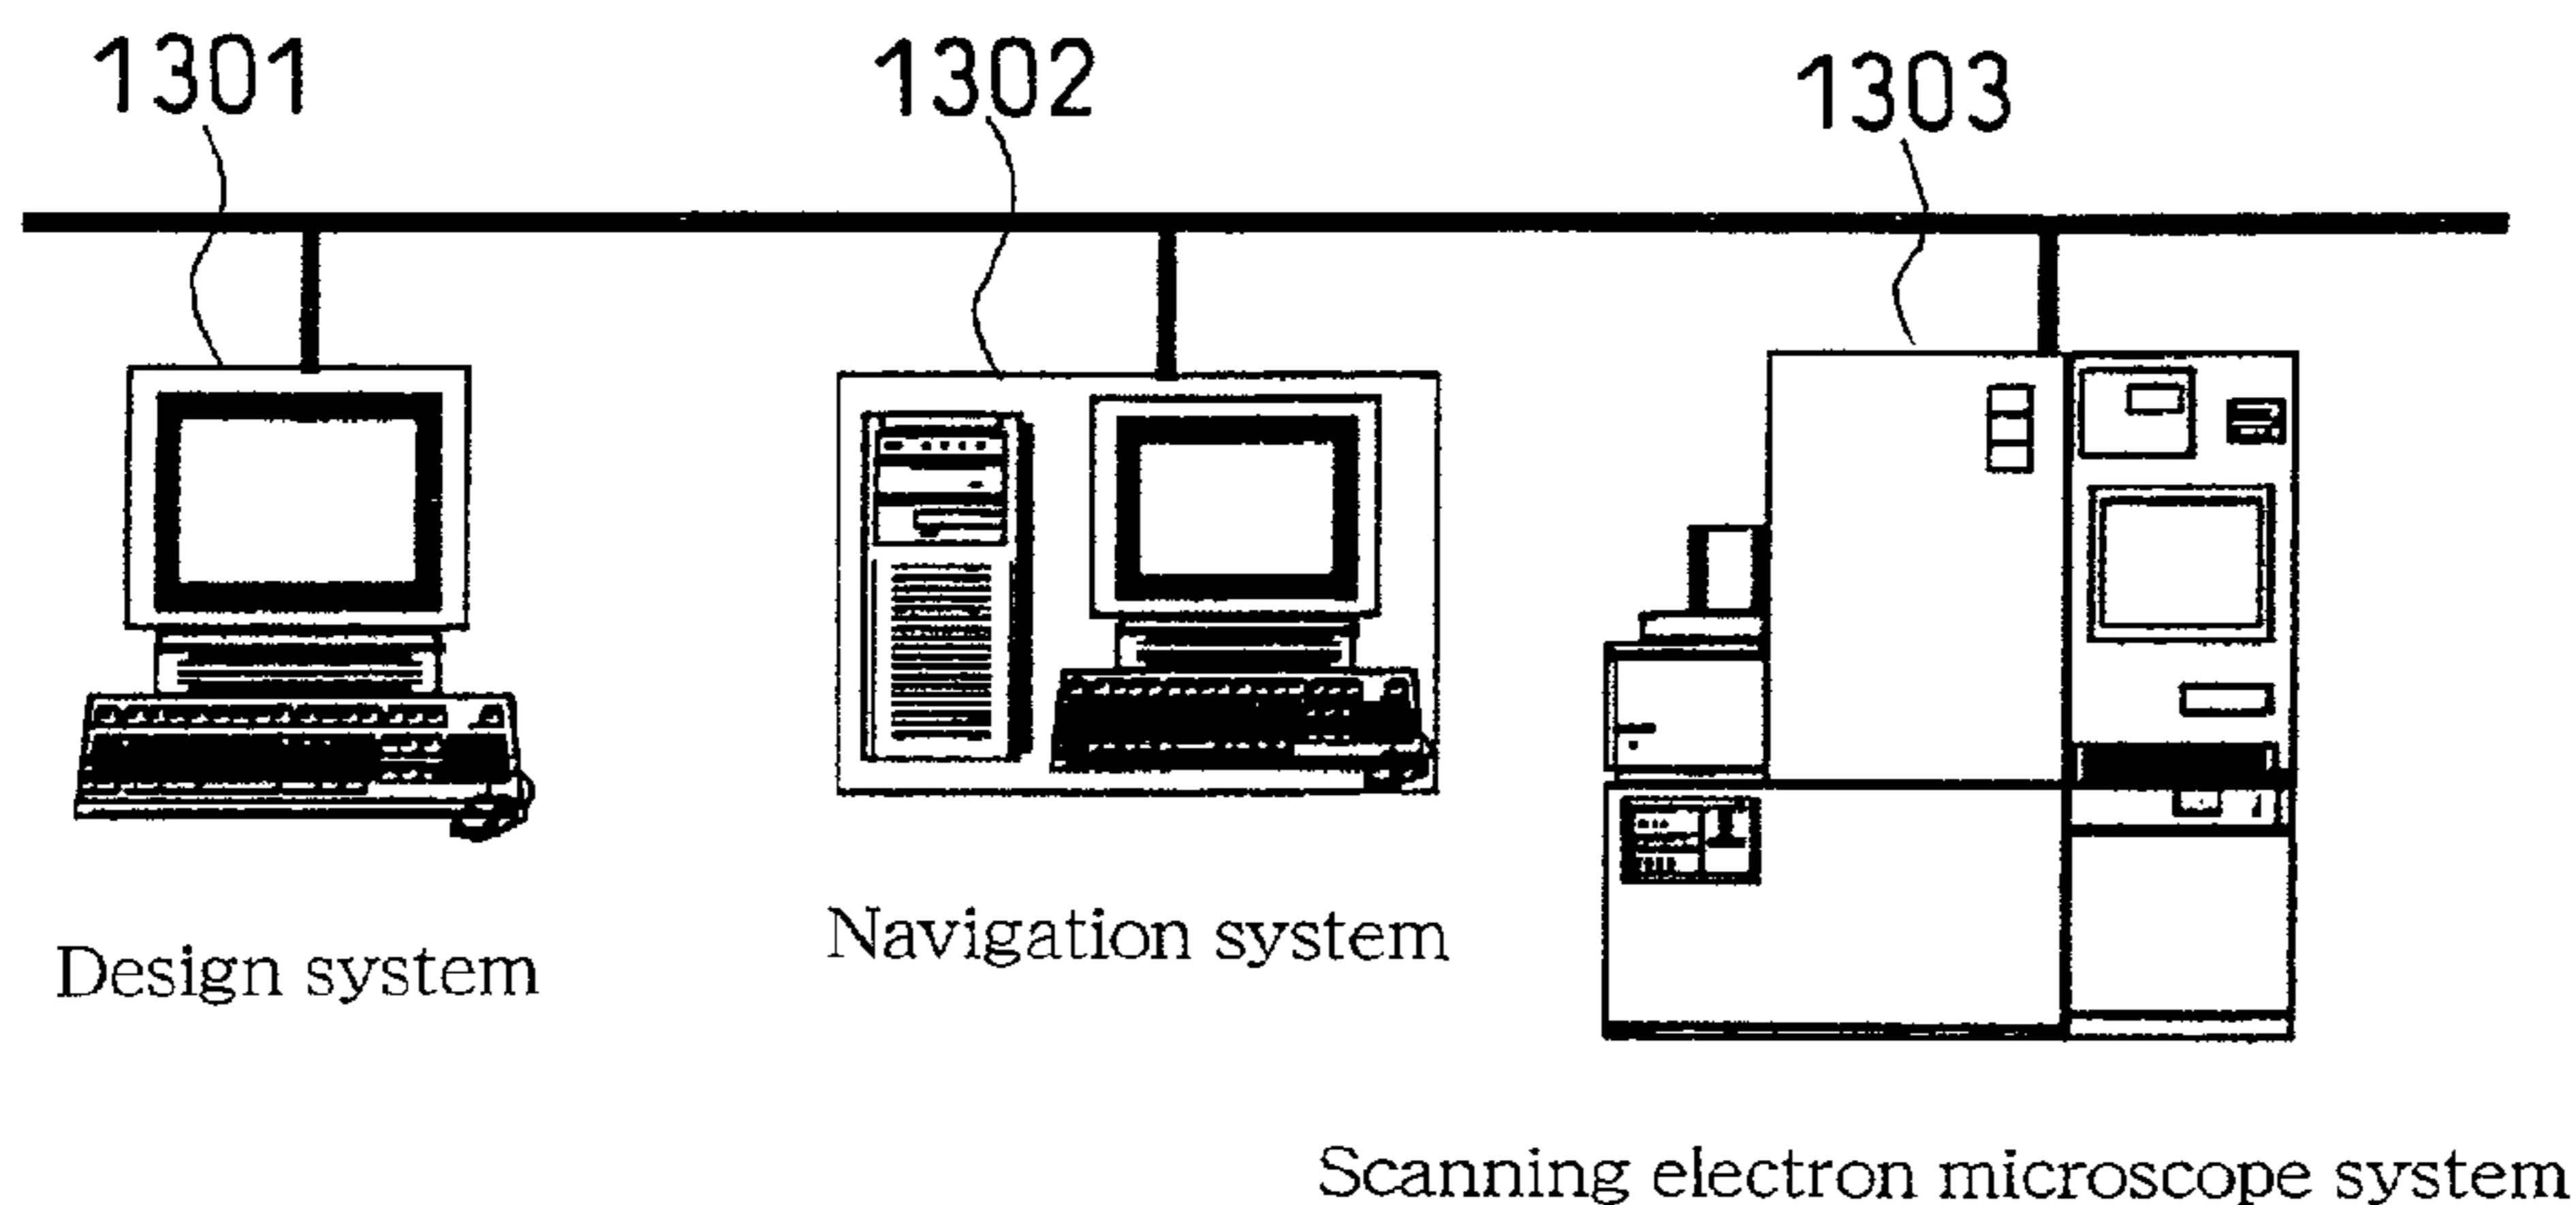 1301
1302
1303
Design system
Navigation system
Scanning electron microscope system